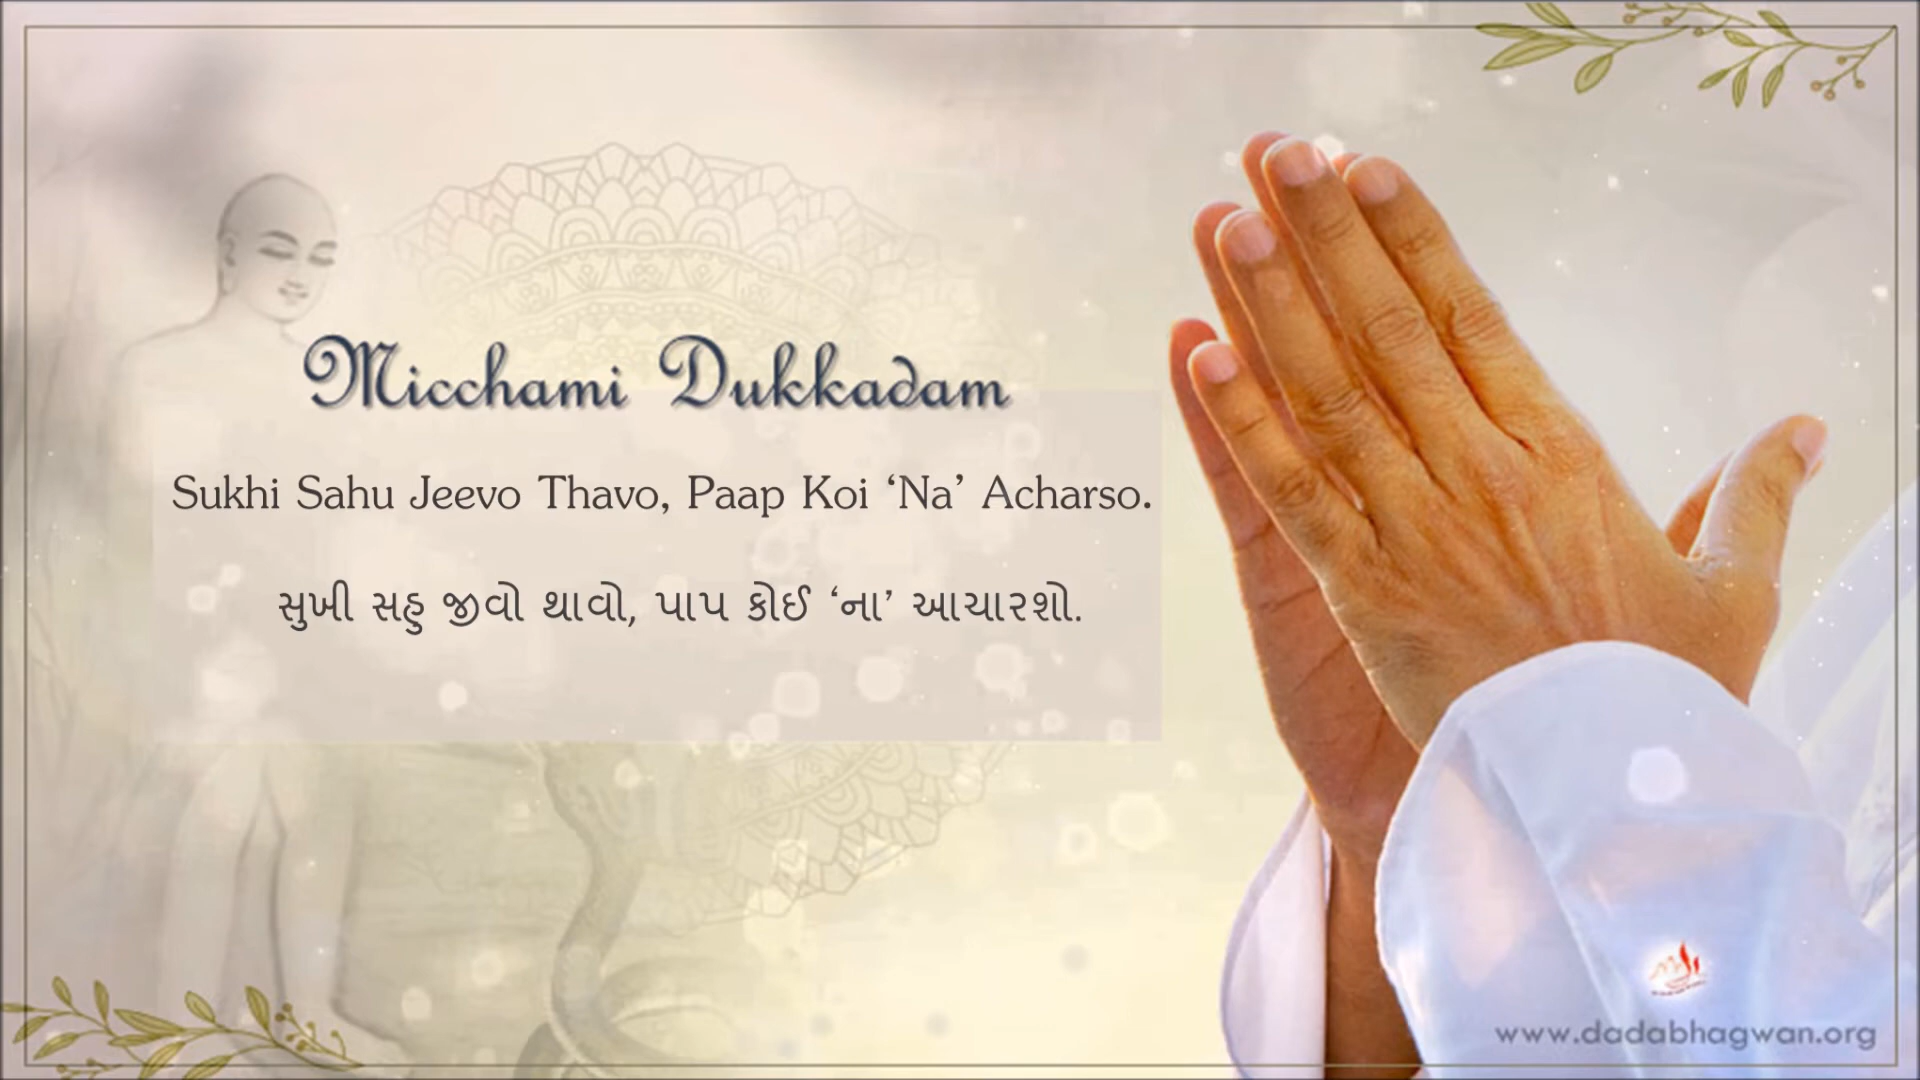 Micchami Dukkadam
Sukhi Sahu Jeevo Thavo, Paap Koi ‘Na’ Acharso.
સુખી સહુ જીવો થાવો, પાપ કોઈ ‘ના’ આચારશો.
www.dadabhagwan.org